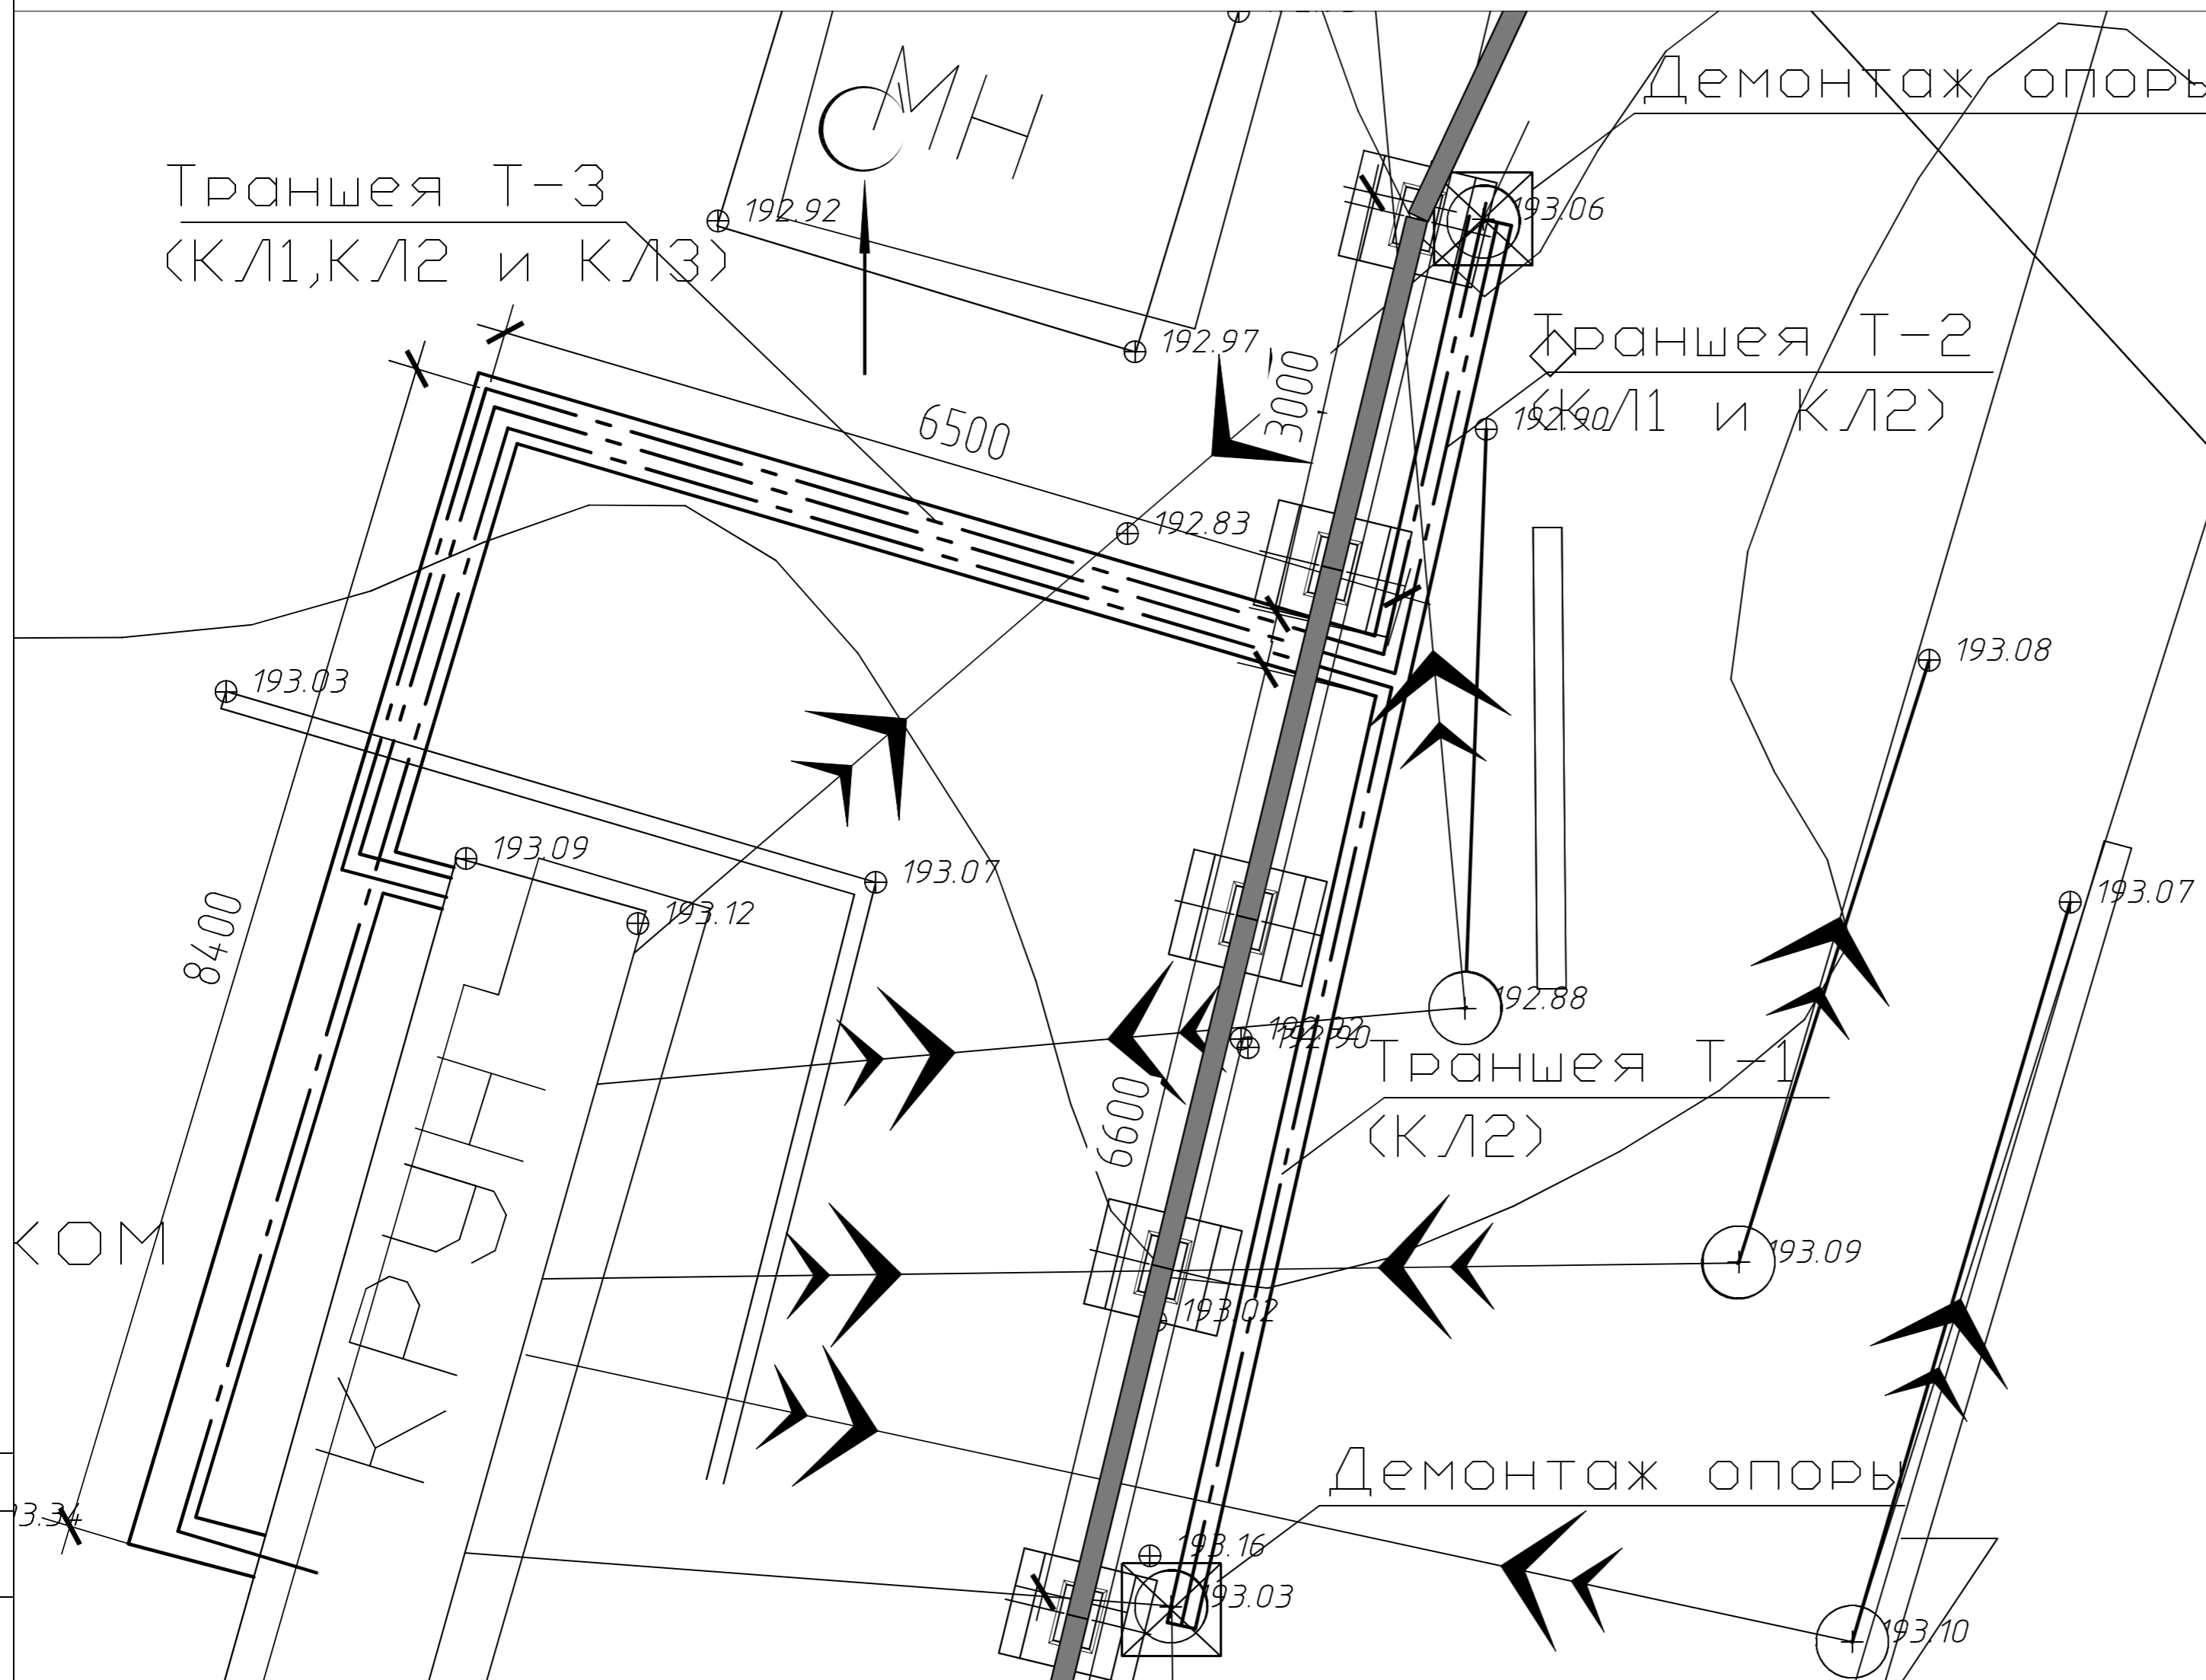 Демонтаж опоры
МН
Траншея Т-3
(КЛ1,КЛ2 и КЛ3)
192.92
193.06
192.97
Траншея Т-2
(КЛ1 и КЛ2)
3000
6500
192.90
192.83
193.08
193.03
193.09
193.07
193.07
193.12
8400
192.88
192.92
192.90
Траншея Т-1
(КЛ2)
6600
КРУН
КОМ
193.09
193.02
Демонтаж опоры
193.16
193.03
193.10